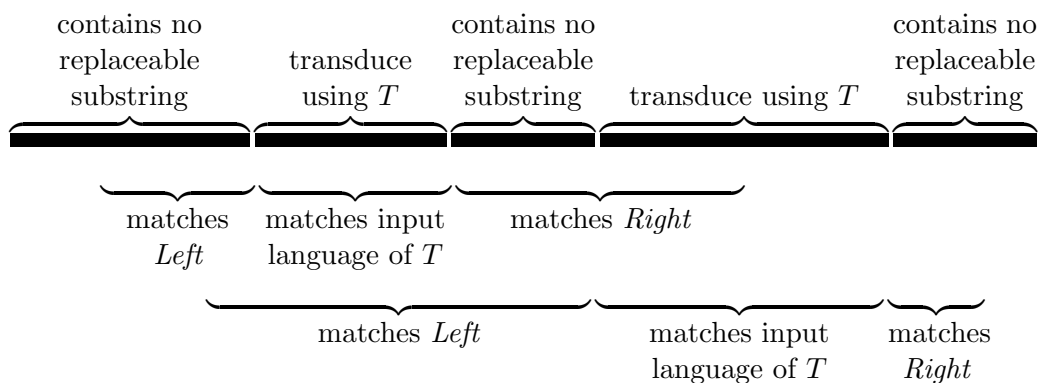 contains no
replaceable
substring
transduce
using T
contains no
replaceable
substring
transduce using T
contains no
replaceable
substring
matches
Left
matches input
language of T
matches Right
matches Left
matches input
language of T
matches
Right